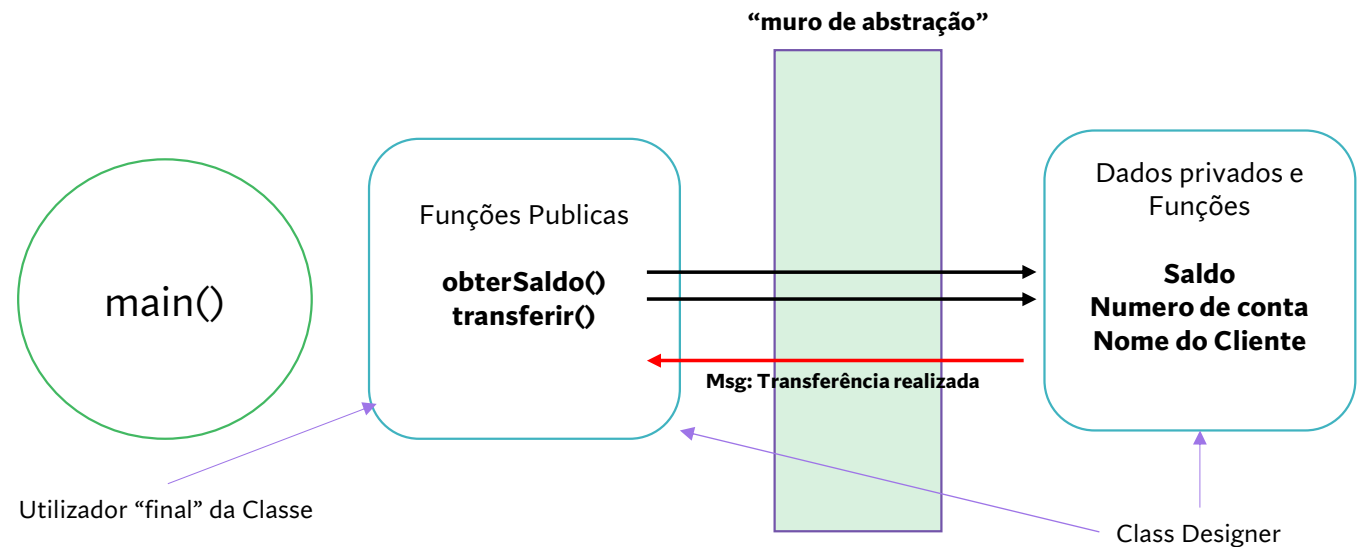 “muro de abstração”
main()
Funções Publicas
obterSaldo()
transferir()
Msg: Transferência realizada
Dados privados e
Funções
Saldo
Numero de conta
Nome do Cliente
Utilizador “final” da Classe
Class Designer